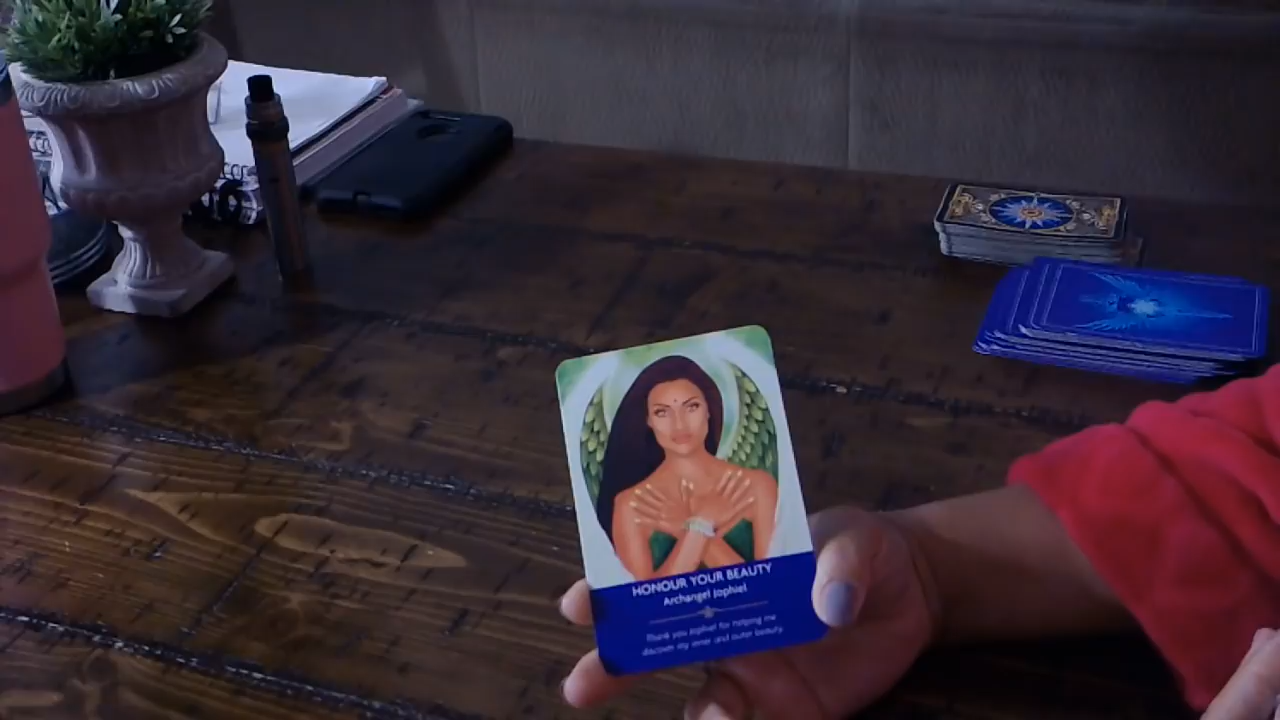 HONOUR YOUR BEAUTY
Archangel Jophiel
Thank you Jophiel for helping me
discover my inner and outer beauty.